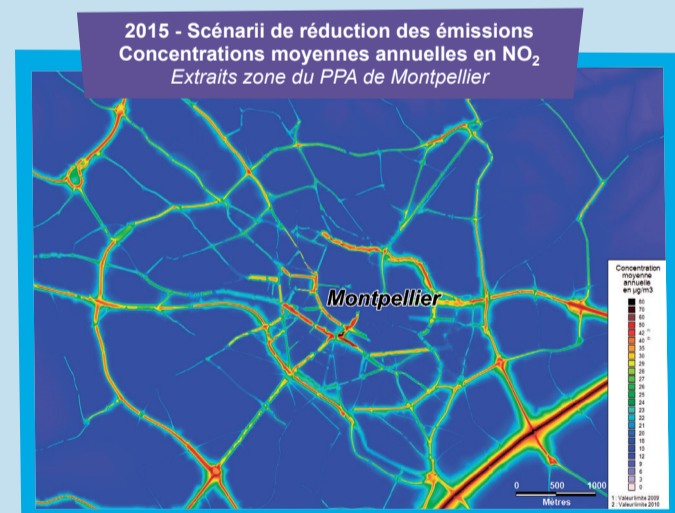 2015 - Scénarii de réduction des émissions
Concentrations moyennes annuelles en NO₂
Extraits zone du PPA de Montpellier
Montpellier
Concentration
moyenne
annuelle
en µg/m3
80
70
60
50
42 ¹
40 ²
35
30
29
28
27
26
25
24
23
22
21
20
18
15
12
9
6
3
0
0 500 1000
Mètres
1 : Valeur limite 2009
2 : Valeur limite 2010